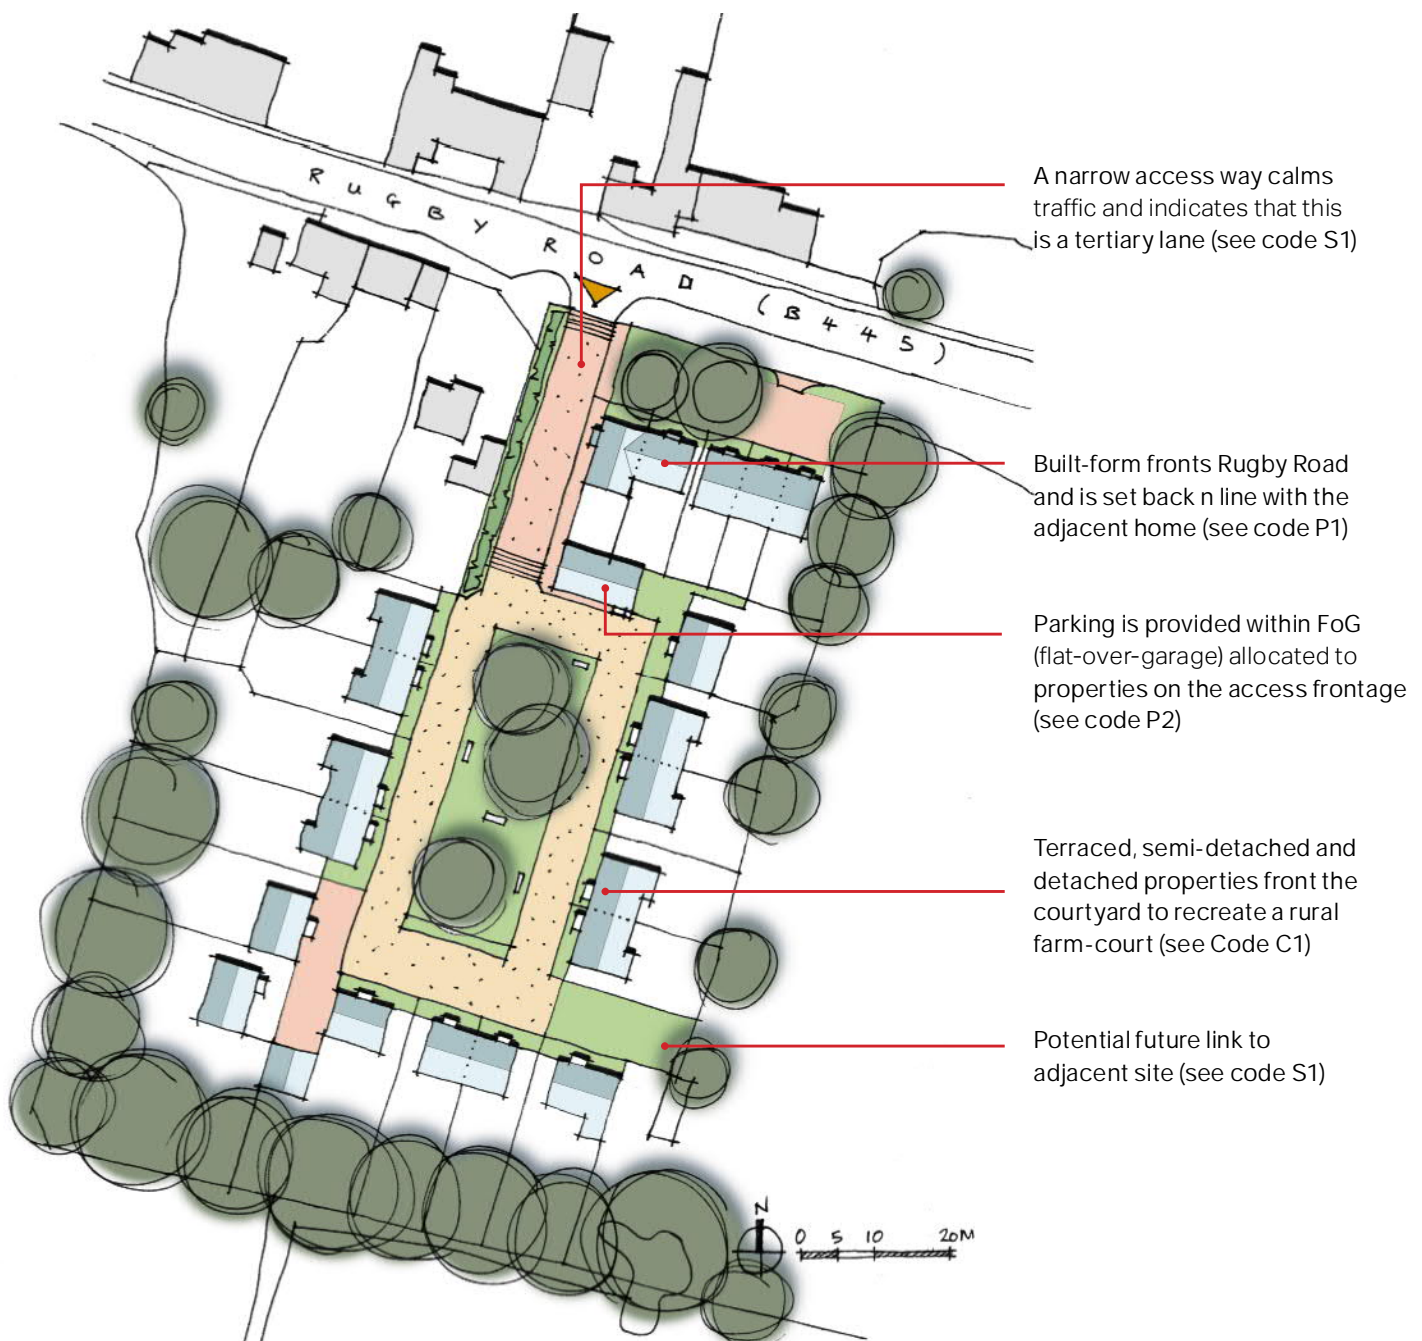 RUGBY ROAD (B445)
A narrow access way calms
traffic and indicates that this
is a tertiary lane (see code S1)
Built-form fronts Rugby Road
and is set back n line with the
adjacent home (see code P1)
Parking is provided within FoG
(flat-over-garage) allocated to
properties on the access frontage
(see code P2)
Terraced, semi-detached and
detached properties front the
courtyard to recreate a rural
farm-court (see Code C1)
Potential future link to
adjacent site (see code S1)
N
0 5 10 20M